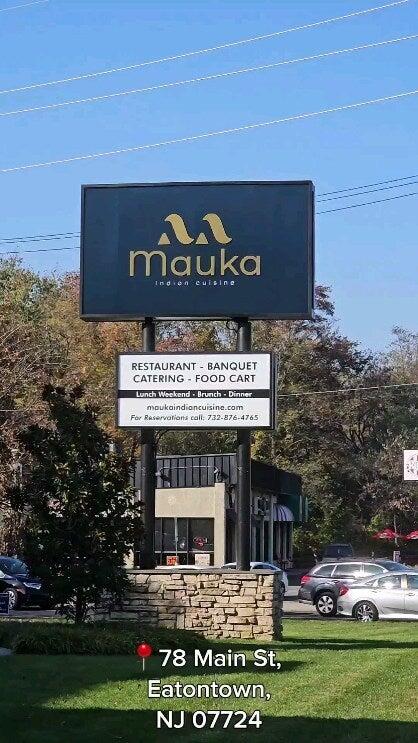 Mauka
indian cuisine
RESTAURANT - BANQUET
CATERING - FOOD CART
Lunch Weekend - Brunch - Dinner
maukaindiancuisine.com
For Reservations call: 732-876-4765
78 Main St,
Eatontown,
NJ 07724